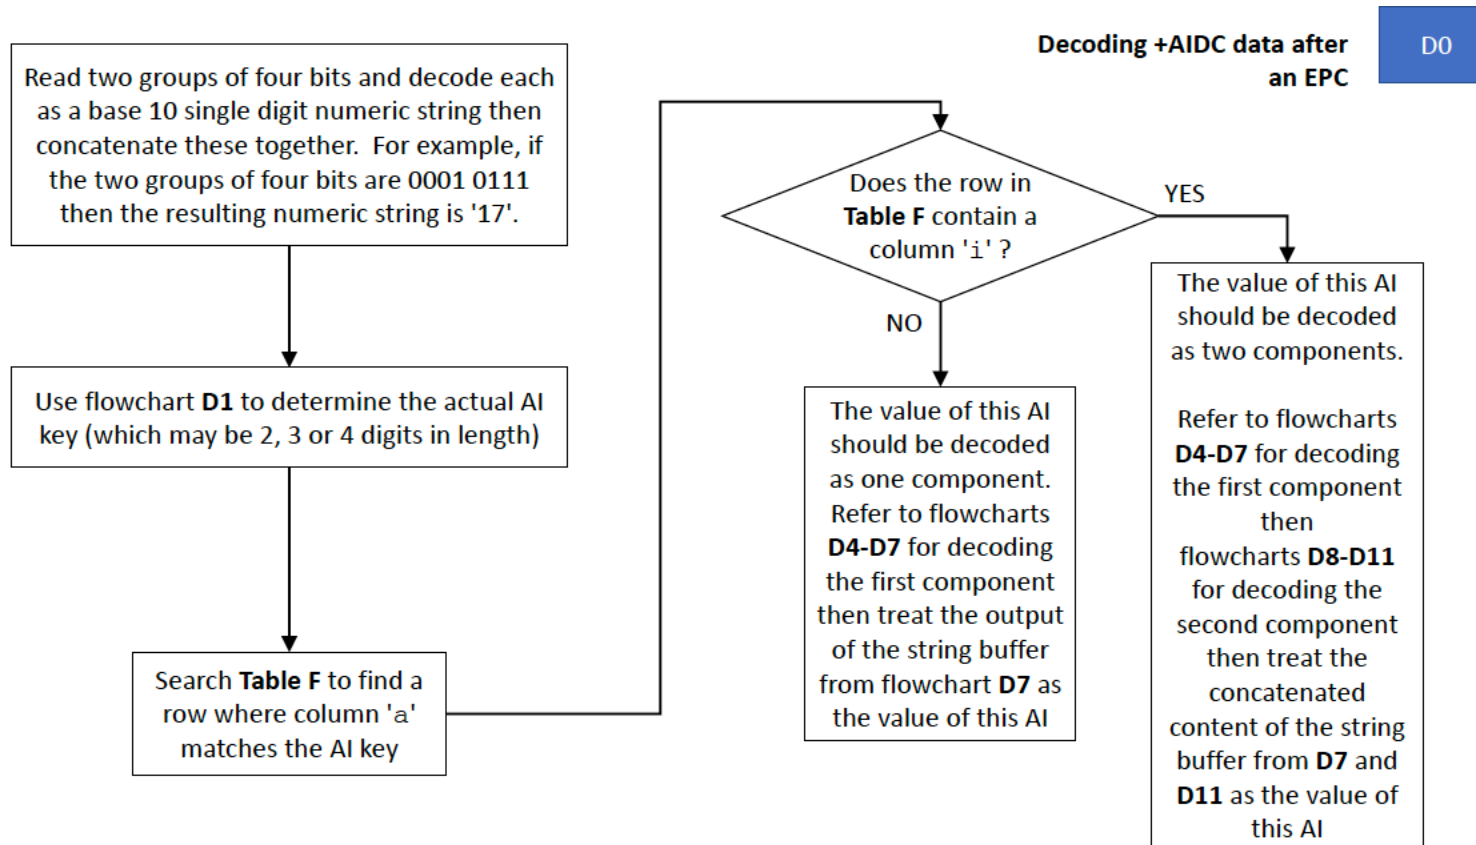 Decoding +AIDC data after
an EPC
D0
Read two groups of four bits and decode each
as a base 10 single digit numeric string then
concatenate these together.  For example, if
the two groups of four bits are 0001 0111
then the resulting numeric string is '17'.
Use flowchart D1 to determine the actual AI
key (which may be 2, 3 or 4 digits in length)
Search Table F to find a
row where column 'a'
matches the AI key
Does the row in
Table F contain a
column 'i' ?
YES
NO
The value of this AI
should be decoded
as one component.
Refer to flowcharts
D4-D7 for decoding
the first component
then treat the output
of the string buffer
from flowchart D7 as
the value of this AI
The value of this AI
should be decoded
as two components.
Refer to flowcharts
D4-D7 for decoding
the first component
then
flowcharts D8-D11
for decoding the
second component
then treat the
concatenated
content of the string
buffer from D7 and
D11 as the value of
this AI